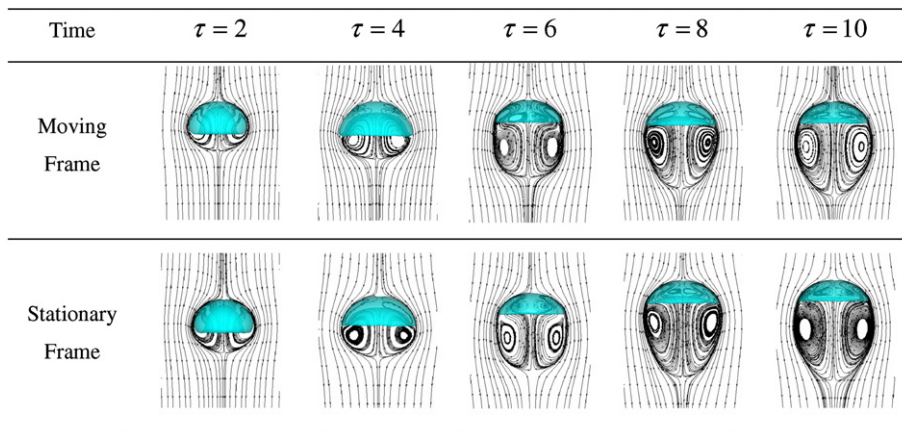 Time τ = 2 τ = 4 τ = 6 τ = 8 τ = 10
Moving
Frame
Stationary
Frame